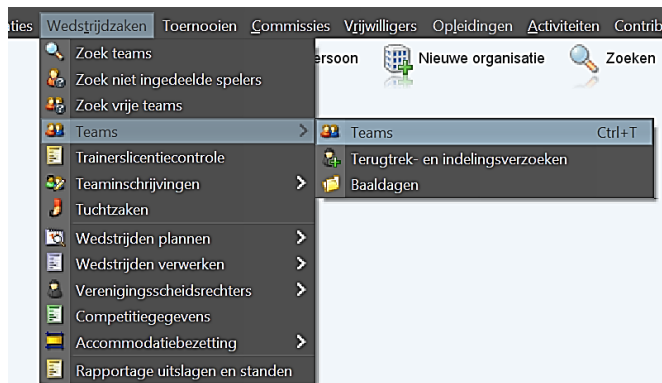 ties Wedstrijdzaken Toernooien Commissies Vrijwilligers Opleidingen Activiteiten Contrib
Zoek teams
ersoon Nieuwe organisatie Zoeken
Zoek niet ingedeelde spelers
Zoek vrije teams
Teams
Teams Ctrl+T
Trainerslicentiecontrole
Terugtrek- en indelingsverzoeken
Teaminschrijvingen
Baaldagen
Tuchtzaken
Wedstrijden plannen
Wedstrijden verwerken
Verenigingsscheidsrechters
Competitiegegevens
Accommodatiebezetting
Rapportage uitslagen en standen